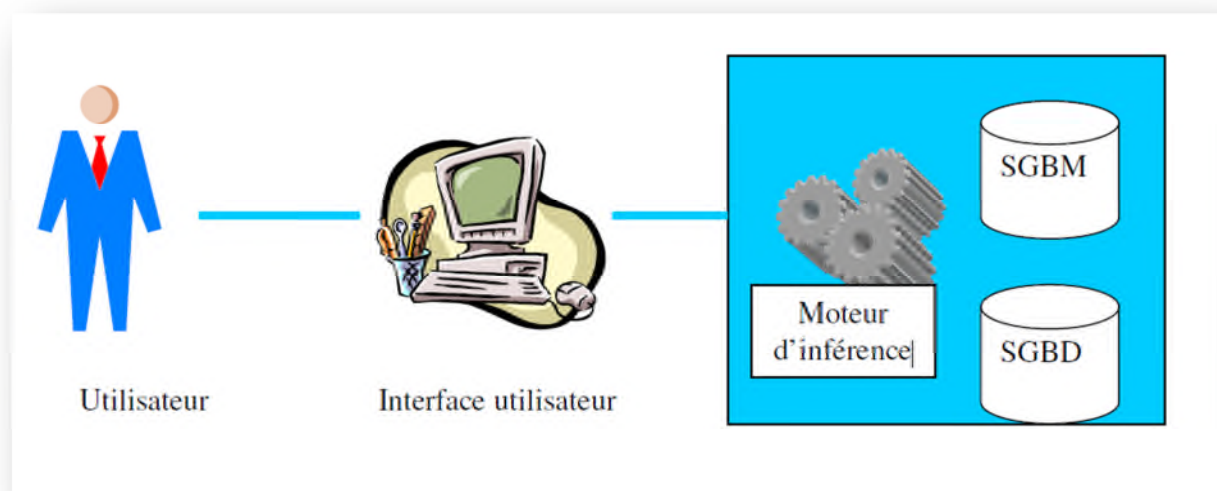 SGBM
Moteur
d'inférence
SGBD
Utilisateur
Interface utilisateur